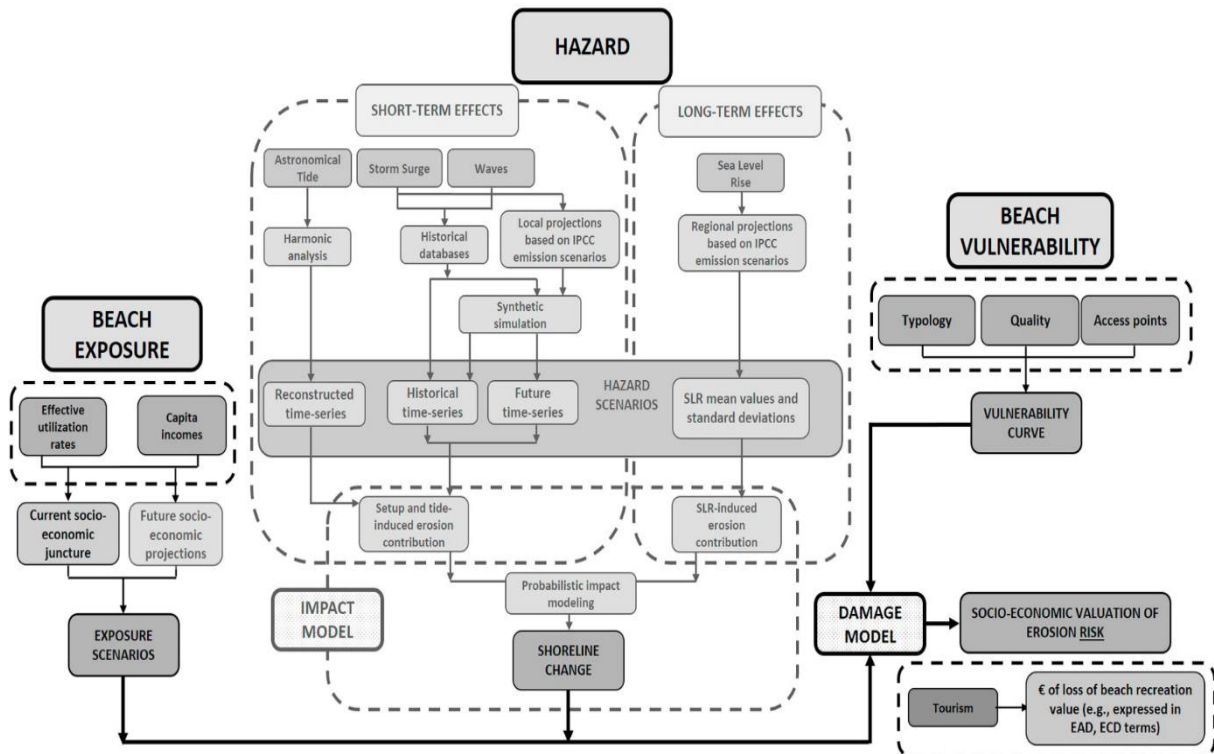 HAZARD
SHORT-TERM EFFECTS
LONG-TERM EFFECTS
Astronomical
Tide
Storm Surge
Waves
Sea Level
Rise
Harmonic
analysis
Historical
databases
Local projections
based on IPCC
emission scenarios
Regional projections
based on IPCC
emission scenarios
Synthetic
simulation
HAZARD
SCENARIOS
Reconstructed
time-series
Historical
time-series
Future
time-series
SLR mean values and
standard deviations
Setup and tide-
induced erosion
contribution
SLR-induced
erosion
contribution
Probabilistic impact
modeling
IMPACT
MODEL
SHORELINE
CHANGE
BEACH
EXPOSURE
Effective
utilization
rates
Capita
incomes
Current socio-
economic
juncture
Future socio-
economic
projections
EXPOSURE
SCENARIOS
BEACH
VULNERABILITY
Typology
Quality
Access points
VULNERABILITY
CURVE
DAMAGE
MODEL
SOCIO-ECONOMIC VALUATION OF
EROSION RISK
Tourism
€ of loss of beach recreation
value (e.g., expressed in
EAD, ECD terms)